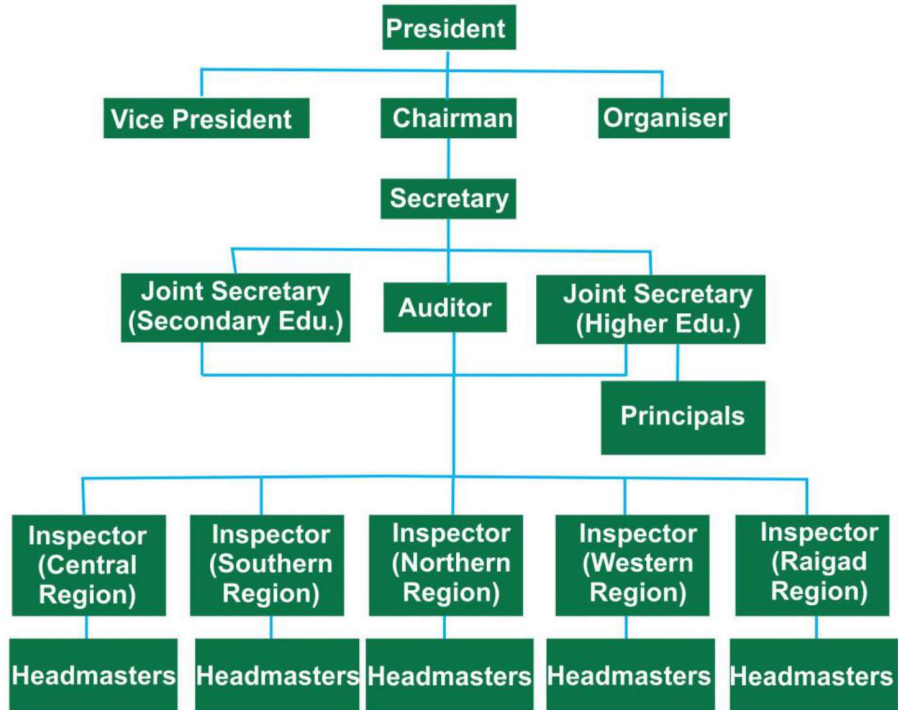 President
Vice President
Chairman
Organiser
Secretary
Joint Secretary
(Secondary Edu.)
Auditor
Joint Secretary
(Higher Edu.)
Principals
Inspector
(Central
Region)
Inspector
(Southern
Region)
Inspector
(Northern
Region)
Inspector
(Western
Region)
Inspector
(Raigad
Region)
Headmasters
Headmasters
Headmasters
Headmasters
Headmasters